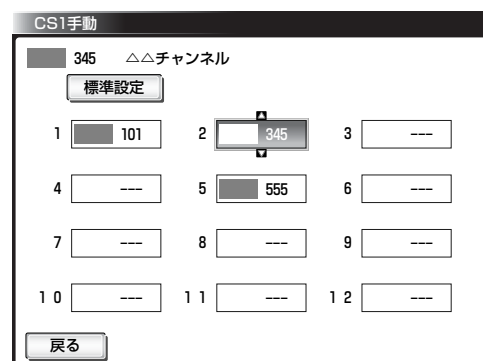 CS1手動
345 △△チャンネル
標準設定
1 101 2 345 3 ---
4 --- 5 555 6 ---
7 --- 8 --- 9 ---
10 --- 11 --- 12 ---
戻る